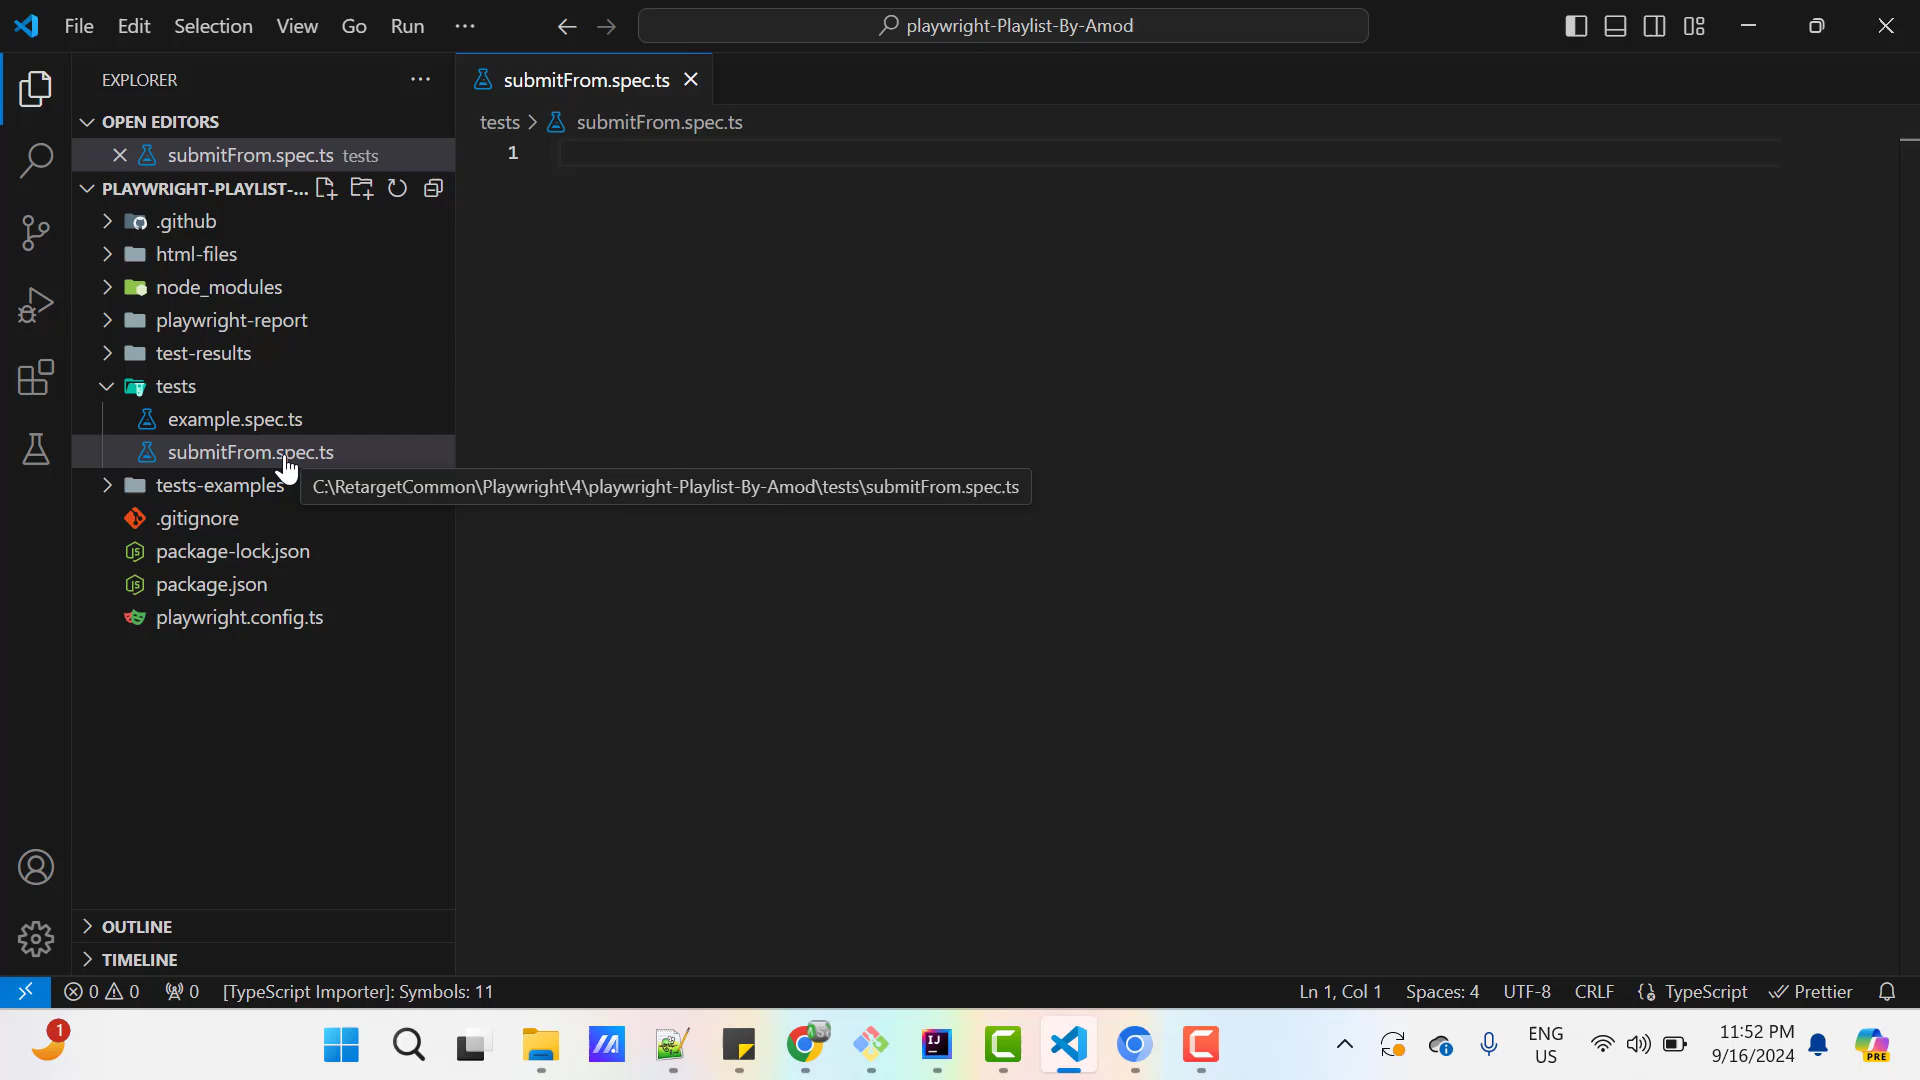 File Edit Selection View Go Run ···
playwright-Playlist-By-Amod
EXPLORER
OPEN EDITORS
submitFrom.spec.ts tests
PLAYWRIGHT-PLAYLIST-...
.github
html-files
node_modules
playwright-report
test-results
tests
example.spec.ts
submitFrom.spec.ts
tests-examples
.gitignore
package-lock.json
package.json
playwright.config.ts
OUTLINE
TIMELINE
submitFrom.spec.ts
tests > submitFrom.spec.ts
1
C:\RetargetCommon\Playwright\4\playwright-Playlist-By-Amod\tests\submitFrom.spec.ts
0 0 0 [TypeScript Importer]: Symbols: 11
Ln 1, Col 1 Spaces: 4 UTF-8 CRLF {} TypeScript Prettier
1
IJ
ENG
US
11:52 PM
9/16/2024
PRE